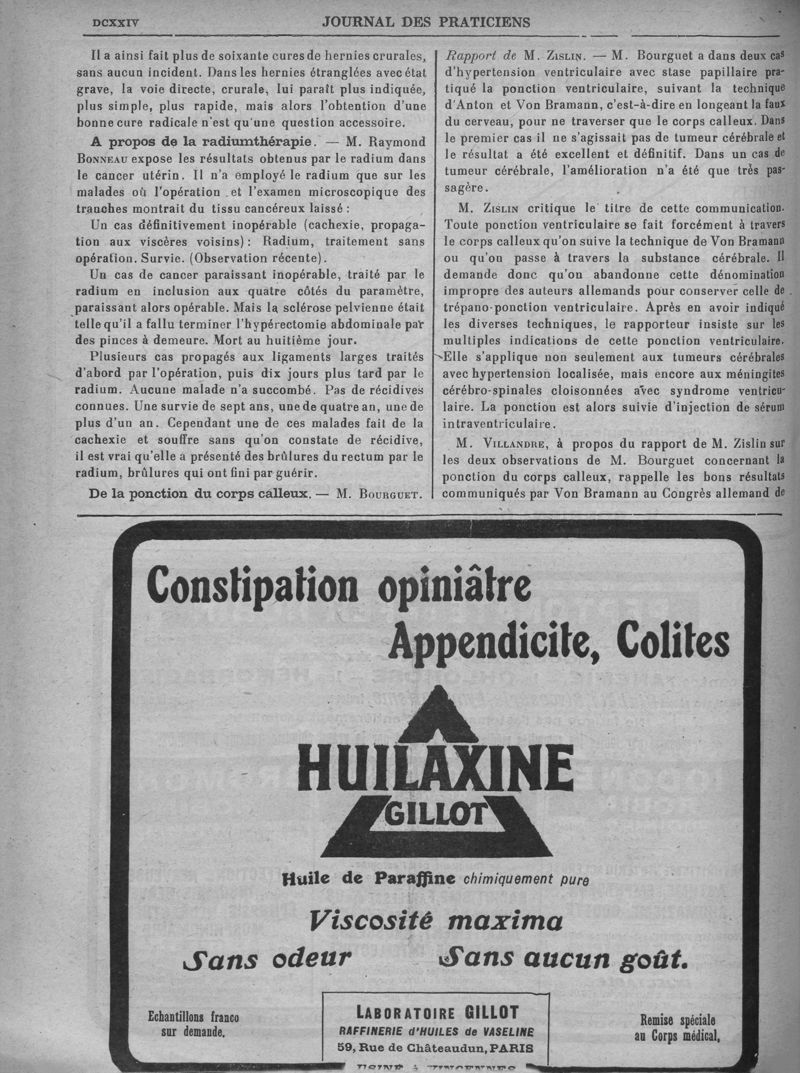 DCXXIV
JOURNAL DES PRATICIENS
Il a ainsi fait plus de soixante cures de hernies crurales,
sans aucun incident. Dans les hernies étranglées avec état
grave, la voie directe, crurale, lui paraît plus indiquée,
plus simple, plus rapide, mais alors l'obtention d'une
bonne cure radicale n'est qu'une question accessoire.
A propos de la radiumthérapie. — M. Raymond
BONNEAU expose les résultats obtenus par le radium dans
le cancer utérin. Il n'a employé le radium que sur les
malades où l'opération et l'examen microscopique des
tranches montrait du tissu cancéreux laissé :
Un cas définitivement inopérable (cachexie, propaga-
tion aux viscères voisins) : Radium, traitement sans
opération. Survie. (Observation récente).
Un cas de cancer paraissant inopérable, traité par le
radium en inclusion aux quatre côtés du paramètre,
paraissant alors opérable. Mais la sclérose pelvienne était
telle qu'il a fallu terminer l'hypérectomie abdominale par
des pinces à demeure. Mort au huitième jour.
Plusieurs cas propagés aux ligaments larges traités
d'abord par l'opération, puis dix jours plus tard par le
radium. Aucune malade n'a succombé. Pas de récidives
connues. Une survie de sept ans, une de quatre an, une de
plus d'un an. Cependant une de ces malades fait de la
cachexie et souffre sans qu'on constate de récidive,
il est vrai qu'elle a présenté des brûlures du rectum par le
radium, brûlures qui ont fini par guérir.
De la ponction du corps calleux. — M. BOURGUET.
Rapport de M. ZISLIN. — M. Bourguet a dans deux cas
d'hypertension ventriculaire avec stase papillaire pra-
tiqué la ponction ventriculaire, suivant la technique
d'Anton et Von Bramann, c'est-à-dire en longeant la faux
du cerveau, pour ne traverser que le corps calleux. Dans
le premier cas il ne s'agissait pas de tumeur cérébrale et
le résultat a été excellent et définitif. Dans un cas de
tumeur cérébrale, l'amélioration n'a été que très pas-
sagère.
M. ZISLIN critique le titre de cette communication.
Toute ponction ventriculaire se fait forcément à travers
le corps calleux qu'on suive la technique de Von Bramann
ou qu'on passe à travers la substance cérébrale. Il
demande donc qu'on abandonne cette dénomination
impropre des auteurs allemands pour conserver celle de
trépano-ponction ventriculaire. Après en avoir indiqué
les diverses techniques, le rapporteur insiste sur les
multiples indications de cette ponction ventriculaire.
Elle s'applique non seulement aux tumeurs cérébrales
avec hypertension localisée, mais encore aux méningites
cérébro-spinales cloisonnées avec syndrome ventricu-
laire. La ponction est alors suivie d'injection de sérum
intraventriculaire.
M. VILLANDRE, à propos du rapport de M. Zislin sur
les deux observations de M. Bourguet concernant la
ponction du corps calleux, rappelle les bons résultats
communiqués par Von Bramann au Congrès allemand de
Constipation opiniâtre
Appendicite, Colites
HUILAXINE
GILLOT
Huile de Paraffine chimiquement pure
Viscosité maxima
Sans odeur Sans aucun goût.
Echantillons franco
sur demande.
LABORATOIRE GILLOT
RAFFINERIE d'HUILES de VASELINE
59, Rue de Châteaudun, PARIS
Remise spéciale
au Corps médical,